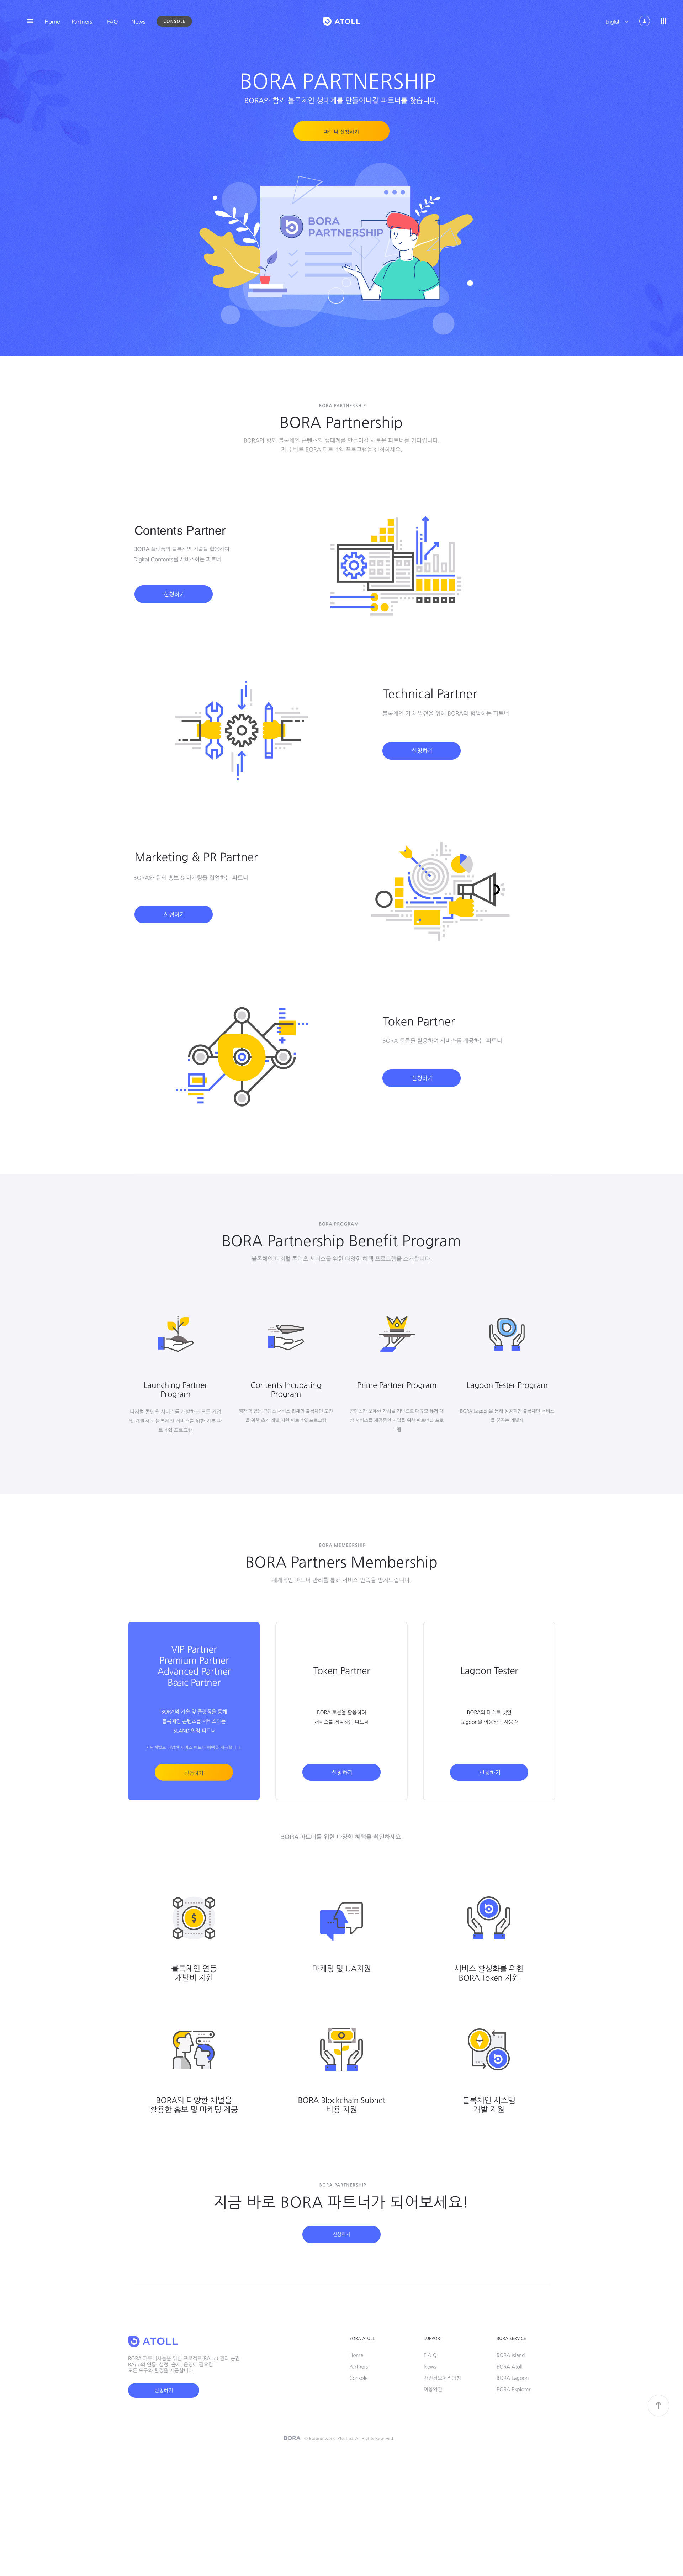 Home
Partners
FAQ
News
CONSOLE
ATOLL
English
BORA PARTNERSHIP
BORA와 함께 블록체인 생태계를 만들어나갈 파트너를 찾습니다.
파트너 신청하기
BORA
PARTNERSHIP
BORA PARTNERSHIP
BORA Partnership
BORA와 함께 블록체인 콘텐츠의 생태계를 만들어갈 새로운 파트너를 기다립니다.
지금 바로 BORA 파트너쉽 프로그램을 신청하세요.
Contents Partner
BORA 플랫폼의 블록체인 기술을 활용하여
Digital Contents를 서비스하는 파트너
신청하기
Technical Partner
블록체인 기술 발전을 위해 BORA와 협업하는 파트너
신청하기
Marketing & PR Partner
BORA와 함께 홍보 & 마케팅을 협업하는 파트너
신청하기
Token Partner
BORA 토큰을 활용하여 서비스를 제공하는 파트너
신청하기
BORA PROGRAM
BORA Partnership Benefit Program
블록체인 디지털 콘텐츠 서비스를 위한 다양한 혜택 프로그램을 소개합니다.
Launching Partner
Program
디지털 콘텐츠 서비스를 개발하는 모든 기업
및 개발자의 블록체인 서비스를 위한 기본 파
트너쉽 프로그램
Contents Incubating
Program
잠재력 있는 콘텐츠 서비스 업체의 블록체인 도전
을 위한 초기 개발 지원 파트너쉽 프로그램
Prime Partner Program
콘텐츠가 보유한 가치를 기반으로 대규모 유저 대
상 서비스를 제공중인 기업을 위한 파트너쉽 프로
그램
Lagoon Tester Program
BORA Lagoon을 통해 성공적인 블록체인 서비스
를 꿈꾸는 개발자
BORA MEMBERSHIP
BORA Partners Membership
체계적인 파트너 관리를 통해 서비스 만족을 안겨드립니다.
VIP Partner
Premium Partner
Advanced Partner
Basic Partner
BORA의 기술 및 플랫폼을 통해
블록체인 콘텐츠를 서비스하는
ISLAND 입점 파트너
신청하기
Token Partner
BORA 토큰을 활용하여
서비스를 제공하는 파트너
신청하기
Lagoon Tester
BORA의 테스트 넷인
Lagoon을 이용하는 사용자
신청하기
BORA 파트너를 위한 다양한 혜택을 확인하세요.
블록체인 연동
개발비 지원
마케팅 및 UA지원
서비스 활성화를 위한
BORA Token 지원
BORA의 다양한 채널을
활용한 홍보 및 마케팅 제공
BORA Blockchain Subnet
비용 지원
블록체인 시스템
개발 지원
BORA PARTNERSHIP
지금 바로 BORA 파트너가 되어보세요!
신청하기
ATOLL
BORA 파트너사들을 위한 프로젝트(BApp) 관리 공간
BApp의 연동, 설정, 출시, 운영에 필요한
모든 도구와 환경을 제공합니다.
신청하기
BORA ATOLL
Home
Partners
Console
SUPPORT
F A Q
News
개인정보처리방침
이용약관
BORA SERVICE
BORA Island
BORA Atoll
BORA Lagoon
BORA Explorer
BORA
© Boranetwork. Pte, Ltd. All Rights Reserved.